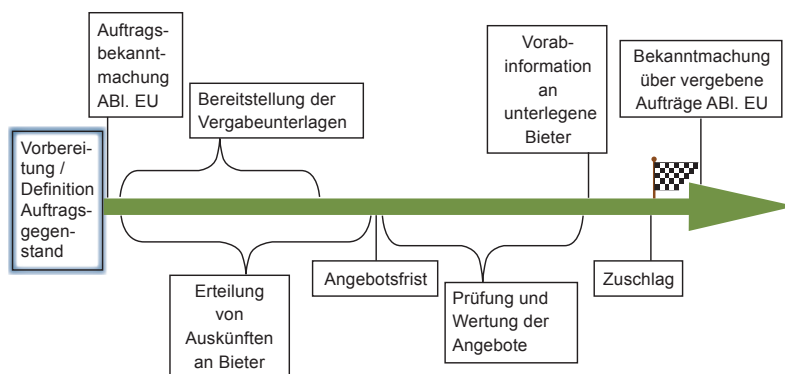 Auftrags-
bekannt-
machung
ABl. EU
Bereitstellung der
Vergabeunterlagen
Vorab-
information
an
unterlegene
Bieter
Bekanntmachung
über vergebene
Aufträge ABl. EU
Vorberei-
tung /
Definition
Auftrags-
gegen-
stand
Erteilung
von
Auskünften
an Bieter
Angebotsfrist
Prüfung und
Wertung der
Angebote
Zuschlag